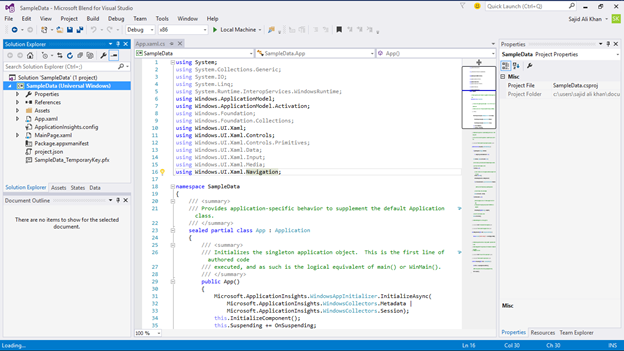 SampleData - Microsoft Blend for Visual Studio
Quick Launch (Ctrl+Q)
File Edit View Project Build Debug Team Tools Window Help
Sajid Ali Khan SK
Debug x86 Local Machine
Solution Explorer
Search Solution Explorer (Ctrl+;)
Solution 'SampleData' (1 project)
SampleData (Universal Windows)
Properties
References
Assets
App.xaml
ApplicationInsights.config
MainPage.xaml
Package.appxmanifest
project.json
SampleData_TemporaryKey.pfx
Solution Explorer Assets States Data
Document Outline
There are no items to show for the selected
document.
App.xaml.cs
SampleData SampleData.App App()
1 using System;
2 using System.Collections.Generic;
3 using System.IO;
4 using System.Linq;
5 using System.Runtime.InteropServices.WindowsRuntime;
6 using Windows.ApplicationModel;
7 using Windows.ApplicationModel.Activation;
8 using Windows.Foundation;
9 using Windows.Foundation.Collections;
10 using Windows.UI.Xaml;
11 using Windows.UI.Xaml.Controls;
12 using Windows.UI.Xaml.Controls.Primitives;
13 using Windows.UI.Xaml.Data;
14 using Windows.UI.Xaml.Input;
15 using Windows.UI.Xaml.Media;
16 using Windows.UI.Xaml.Navigation;
17
18 namespace SampleData
19 {
20 /// <summary>
21 /// Provides application-specific behavior to supplement the default Application
class.
22 /// </summary>
23 sealed partial class App : Application
24 {
25 /// <summary>
26 /// Initializes the singleton application object. This is the first line of
authored code
27 /// executed, and as such is the logical equivalent of main() or WinMain().
28 /// </summary>
29 public App()
30 {
31 Microsoft.ApplicationInsights.WindowsAppInitializer.InitializeAsync(
32 Microsoft.ApplicationInsights.WindowsCollectors.Metadata |
33 Microsoft.ApplicationInsights.WindowsCollectors.Session);
34 this.InitializeComponent();
35 this.Suspending += OnSuspending;
100 %
Properties
SampleData Project Properties
Misc
Project File SampleData.csproj
Project Folder c:\users\sajid ali khan\docu
Misc
Properties Resources Team Explorer
Loading... Ln 16 Col 30 Ch 30 INS